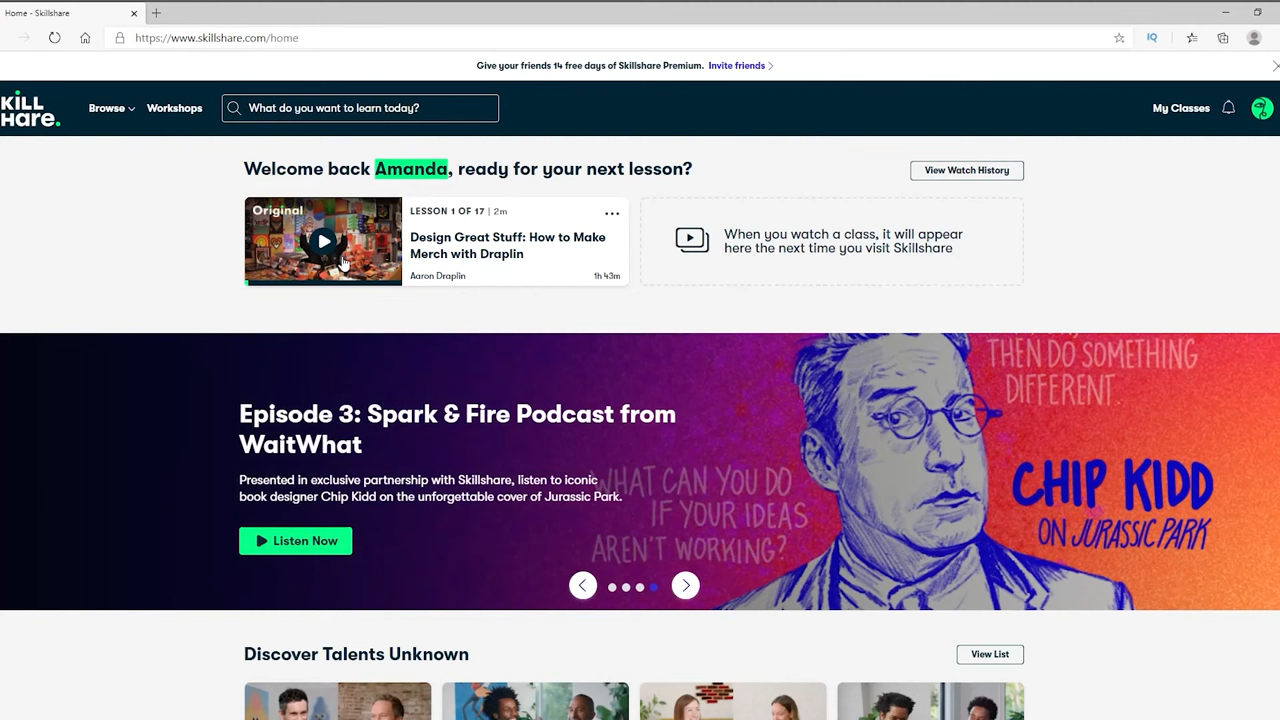 Home - Skillshare
https://www.skillshare.com/home
IQ
Give your friends 14 free days of Skillshare Premium. Invite friends
KiLL
Hare.
Browse
Workshops
What do you want to learn today?
My Classes
Welcome back Amanda, ready for your next lesson?
View Watch History
Original
LESSON 1 OF 17 | 2m
Design Great Stuff: How to Make
Merch with Draplin
Aaron Draplin
1h 43m
When you watch a class, it will appear
here the next time you visit Skillshare
THEN DO SOMETHING
DIFFERENT.
Episode 3: Spark & Fire Podcast from
WaitWhat
Presented in exclusive partnership with Skillshare, listen to iconic
book designer Chip Kidd on the unforgettable cover of Jurassic Park.
Listen Now
WHAT CAN YOU DO
IF YOUR IDEAS
AREN'T WORKING?
CHIP KIDD
ON JURASSIC PARK
Discover Talents Unknown
View List